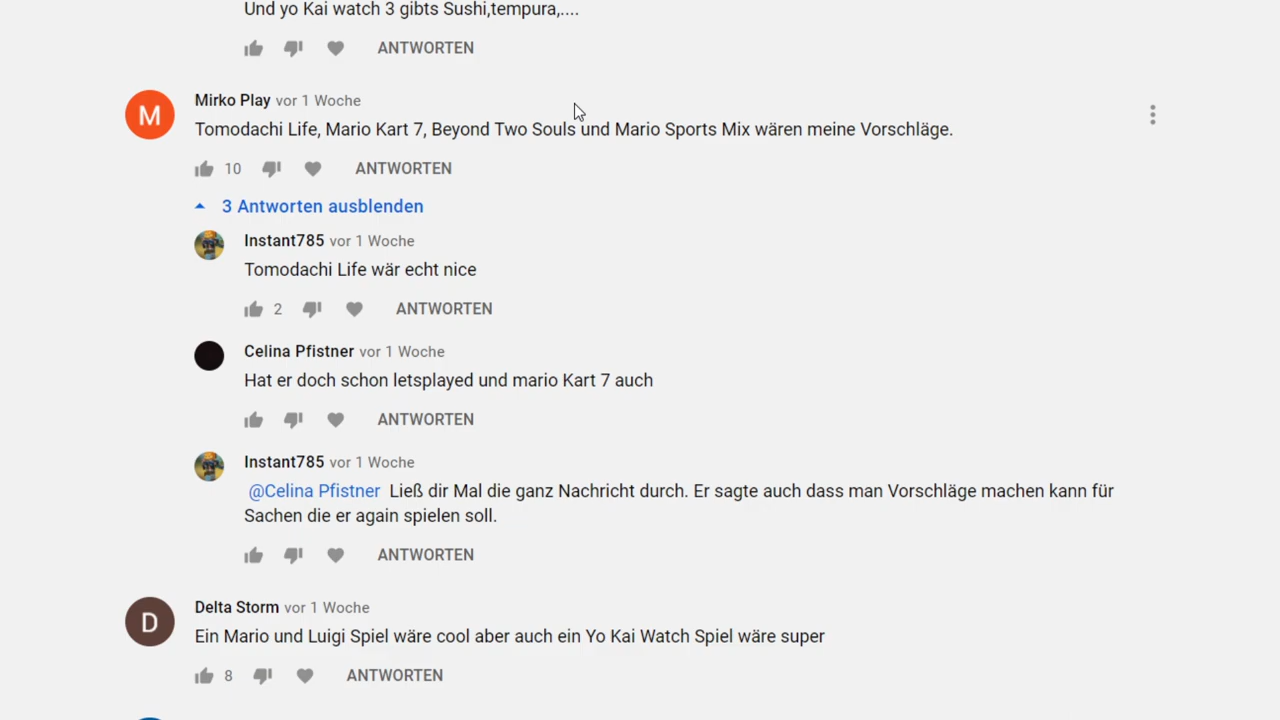 Und yo Kai watch 3 gibts Sushi,tempura,....
ANTWORTEN
M
Mirko Play vor 1 Woche
Tomodachi Life, Mario Kart 7, Beyond Two Souls und Mario Sports Mix wären meine Vorschläge.
10 ANTWORTEN
3 Antworten ausblenden
Instant785 vor 1 Woche
Tomodachi Life wär echt nice
2 ANTWORTEN
Celina Pfistner vor 1 Woche
Hat er doch schon letsplayed und mario Kart 7 auch
ANTWORTEN
Instant785 vor 1 Woche
@Celina Pfistner Ließ dir Mal die ganz Nachricht durch. Er sagte auch dass man Vorschläge machen kann für
Sachen die er again spielen soll.
ANTWORTEN
D
Delta Storm vor 1 Woche
Ein Mario und Luigi Spiel wäre cool aber auch ein Yo Kai Watch Spiel wäre super
8 ANTWORTEN